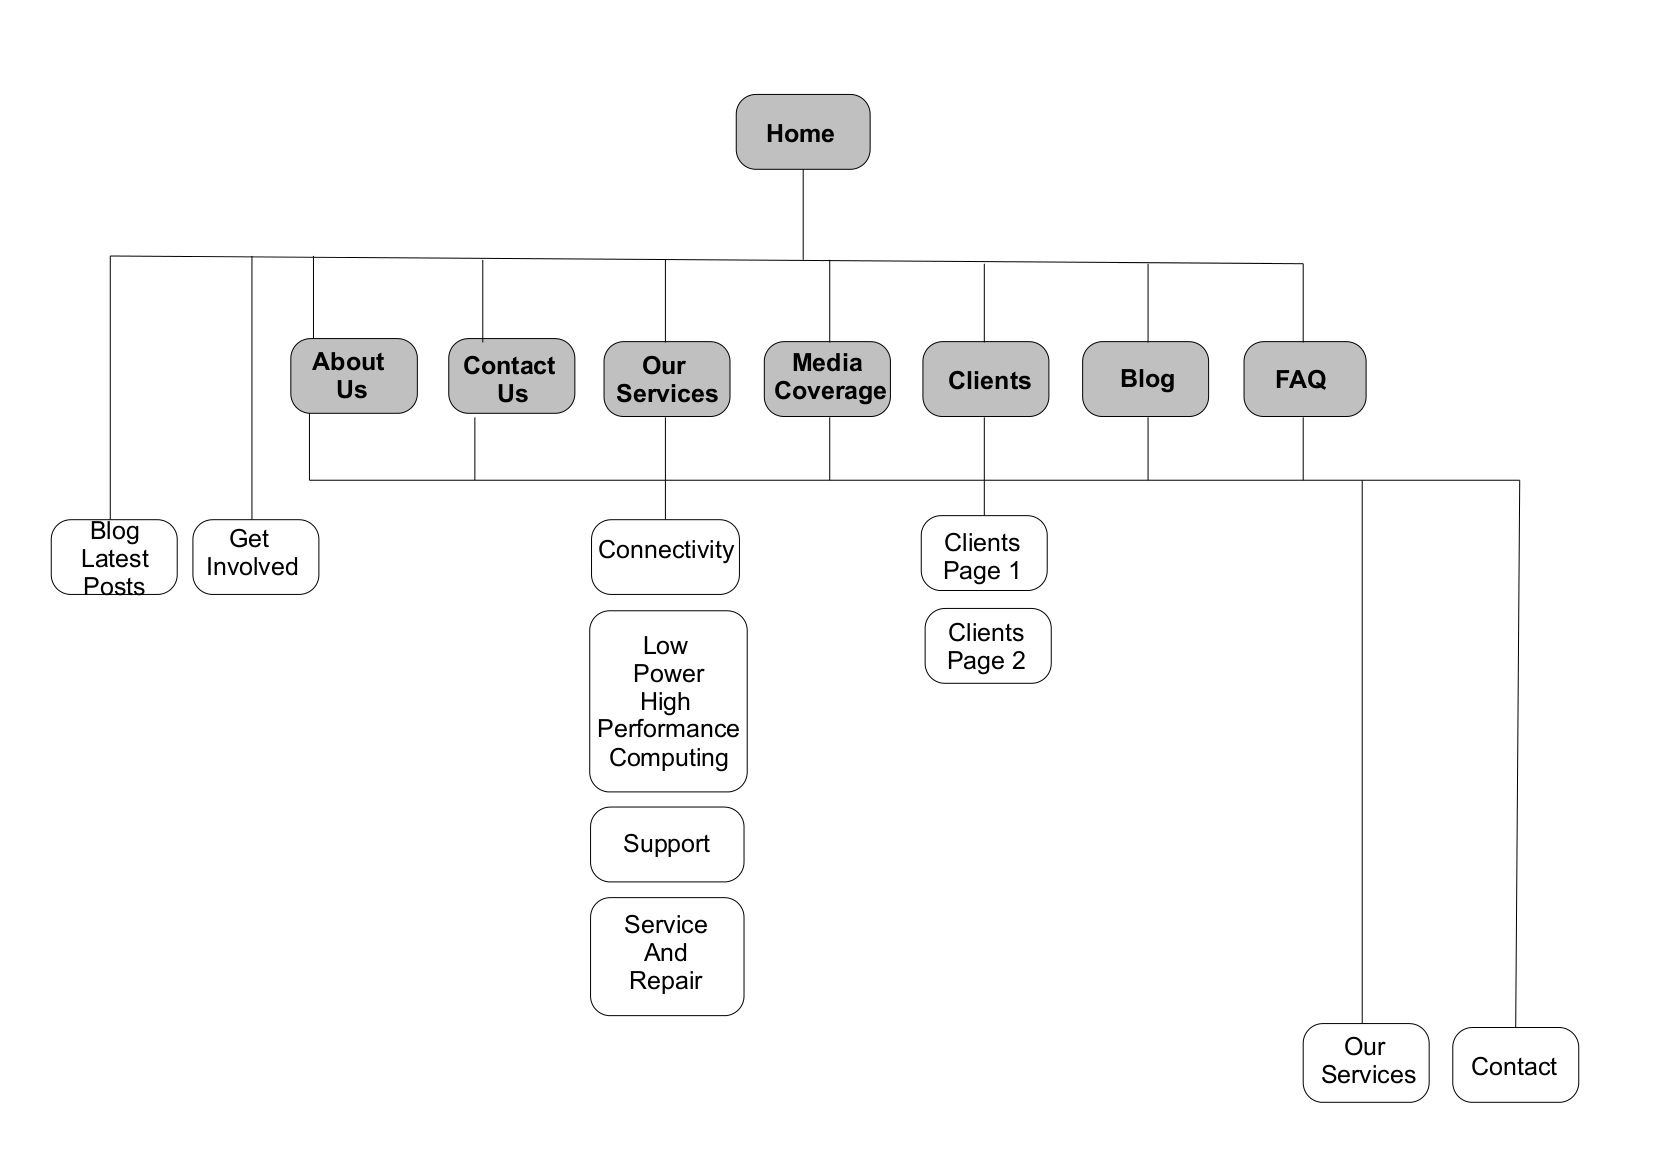 Home
About
Us
Contact
Us
Our
Services
Media
Coverage
Clients
Blog
FAQ
Blog
Latest
Posts
Get
Involved
Connectivity
Clients
Page 1
Clients
Page 2
Low
Power
High
Performance
Computing
Support
Service
And
Repair
Our
Services
Contact